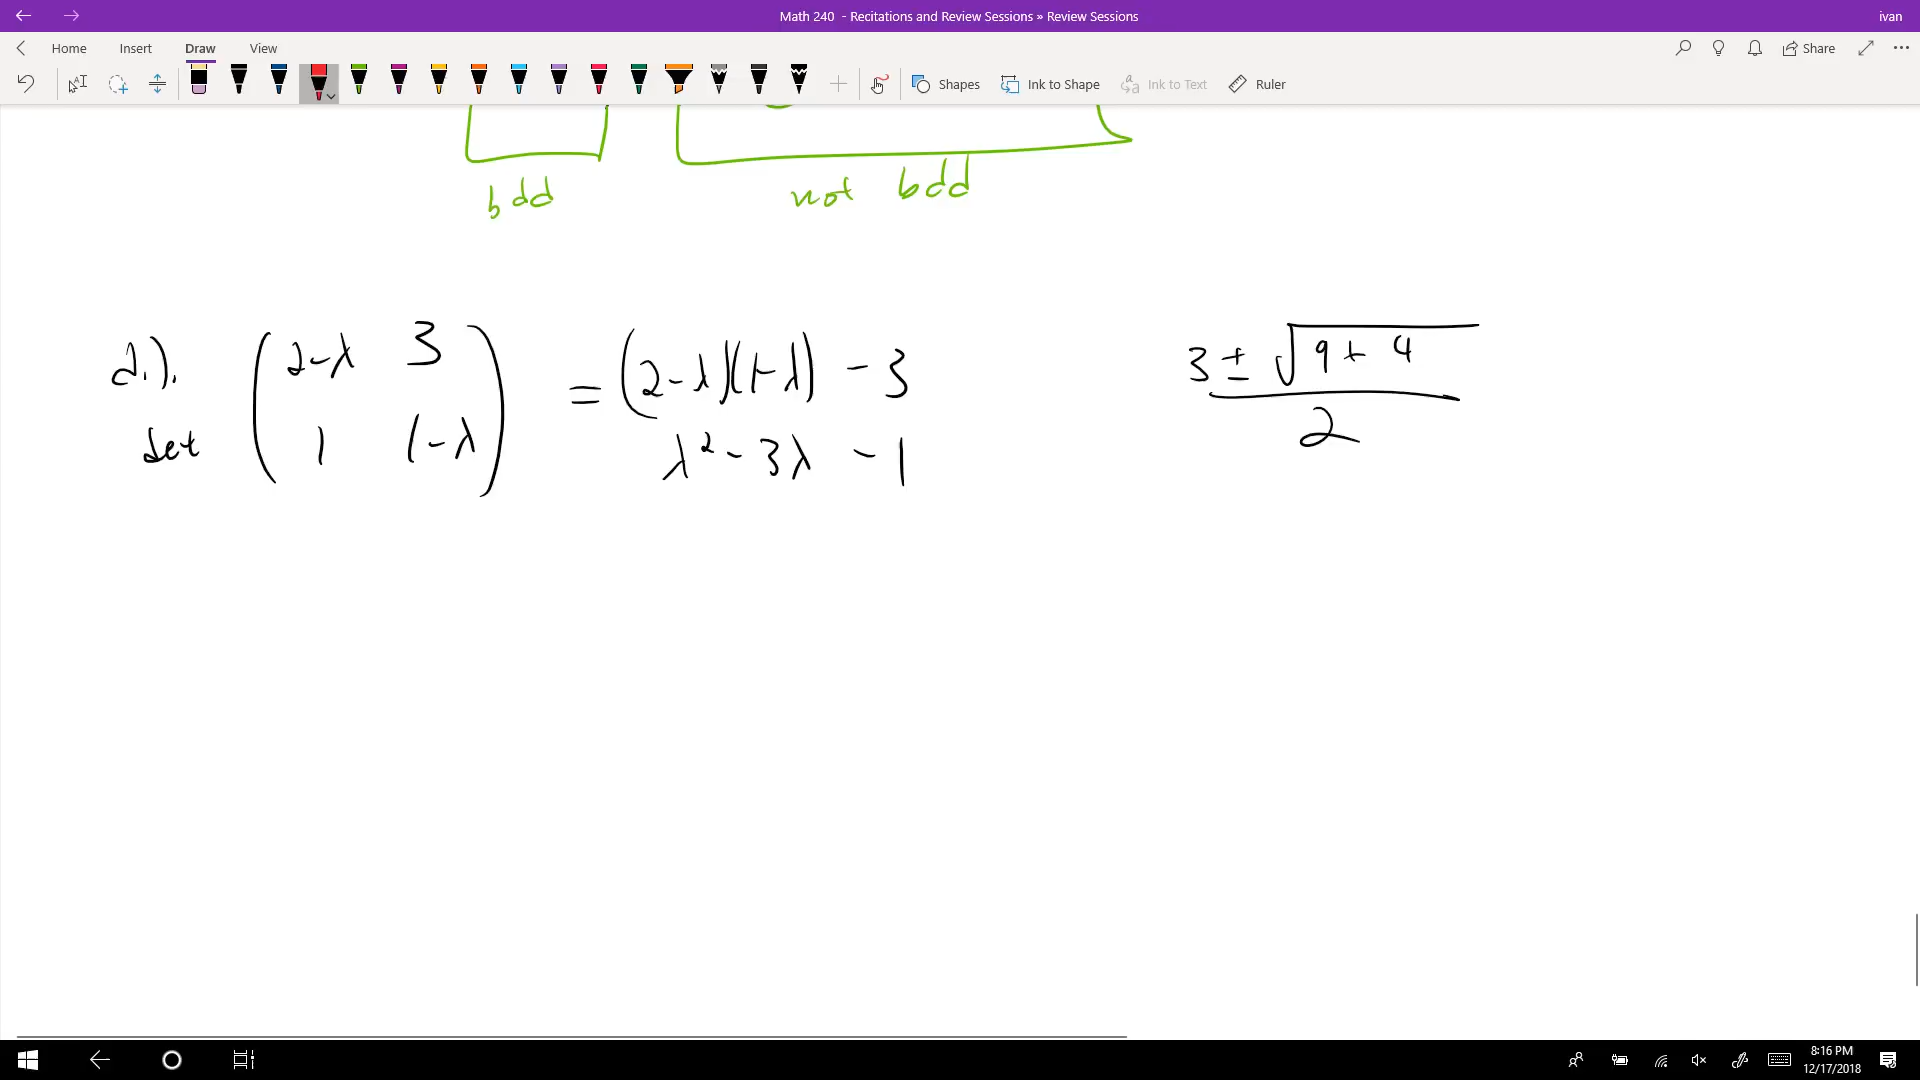 Math 240 - Recitations and Review Sessions » Review Sessions
ivan
Home Insert Draw View
Share
Shapes Ink to Shape Ink to Text Ruler
bdd
not bdd
2.). det ( 2-λ 3
1 1-λ ) = (2-λ)(1-λ) - 3
λ² - 3λ - 1
3 ± √9 + 4
2
8:16 PM
12/17/2018